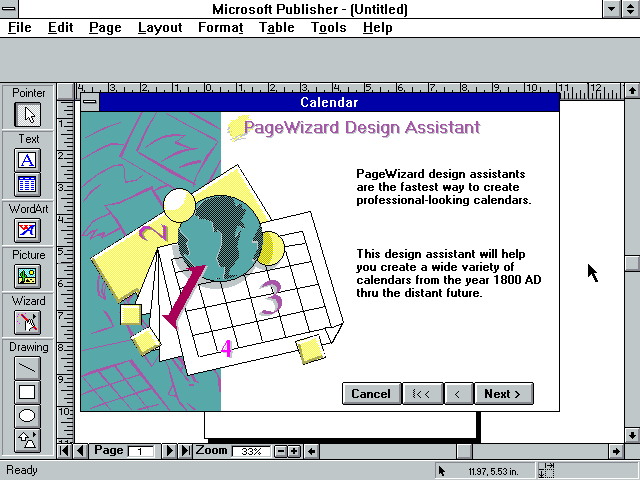 Microsoft Publisher - (Untitled)
File Edit Page Layout Format Table Tools Help
Pointer
Text
A
WordArt
Picture
Wizard
Drawing
Calendar
PageWizard Design Assistant
PageWizard design assistants
are the fastest way to create
professional-looking calendars.
This design assistant will help
you create a wide variety of
calendars from the year 1800 AD
thru the distant future.
2
1
3
4
Cancel |<< < Next >
Page 1 Zoom 33%
Ready 11.97, 5.53 in.